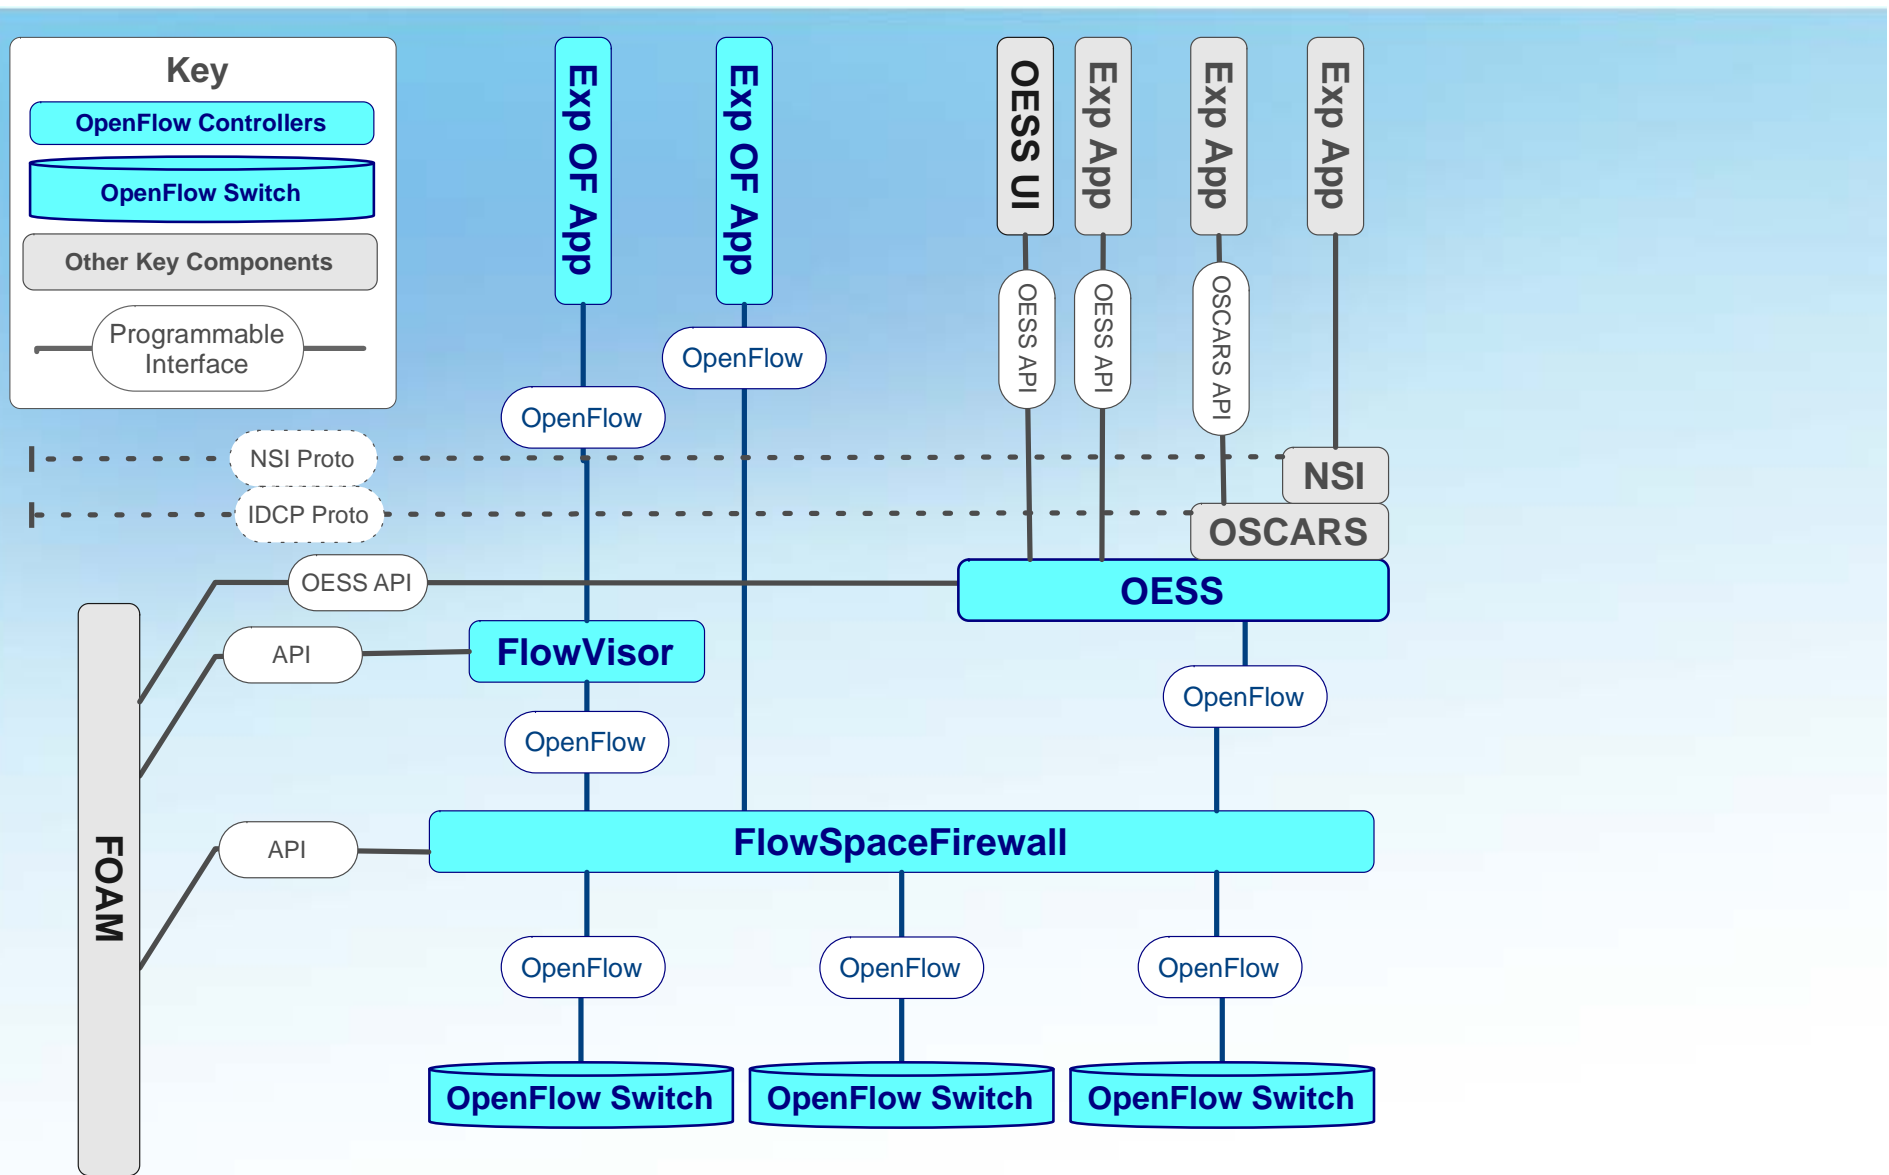 Key
OpenFlow Controllers
OpenFlow Switch
Other Key Components
Programmable
Interface
Exp OF App
Exp OF App
OESS UI
Exp App
Exp App
Exp App
OpenFlow
OpenFlow
OESS API
OESS API
OSCARS API
NSI Proto
NSI
IDCP Proto
OSCARS
OESS API
OESS
API
FlowVisor
OpenFlow
OpenFlow
API
FlowSpaceFirewall
FOAM
OpenFlow
OpenFlow
OpenFlow
OpenFlow Switch
OpenFlow Switch
OpenFlow Switch